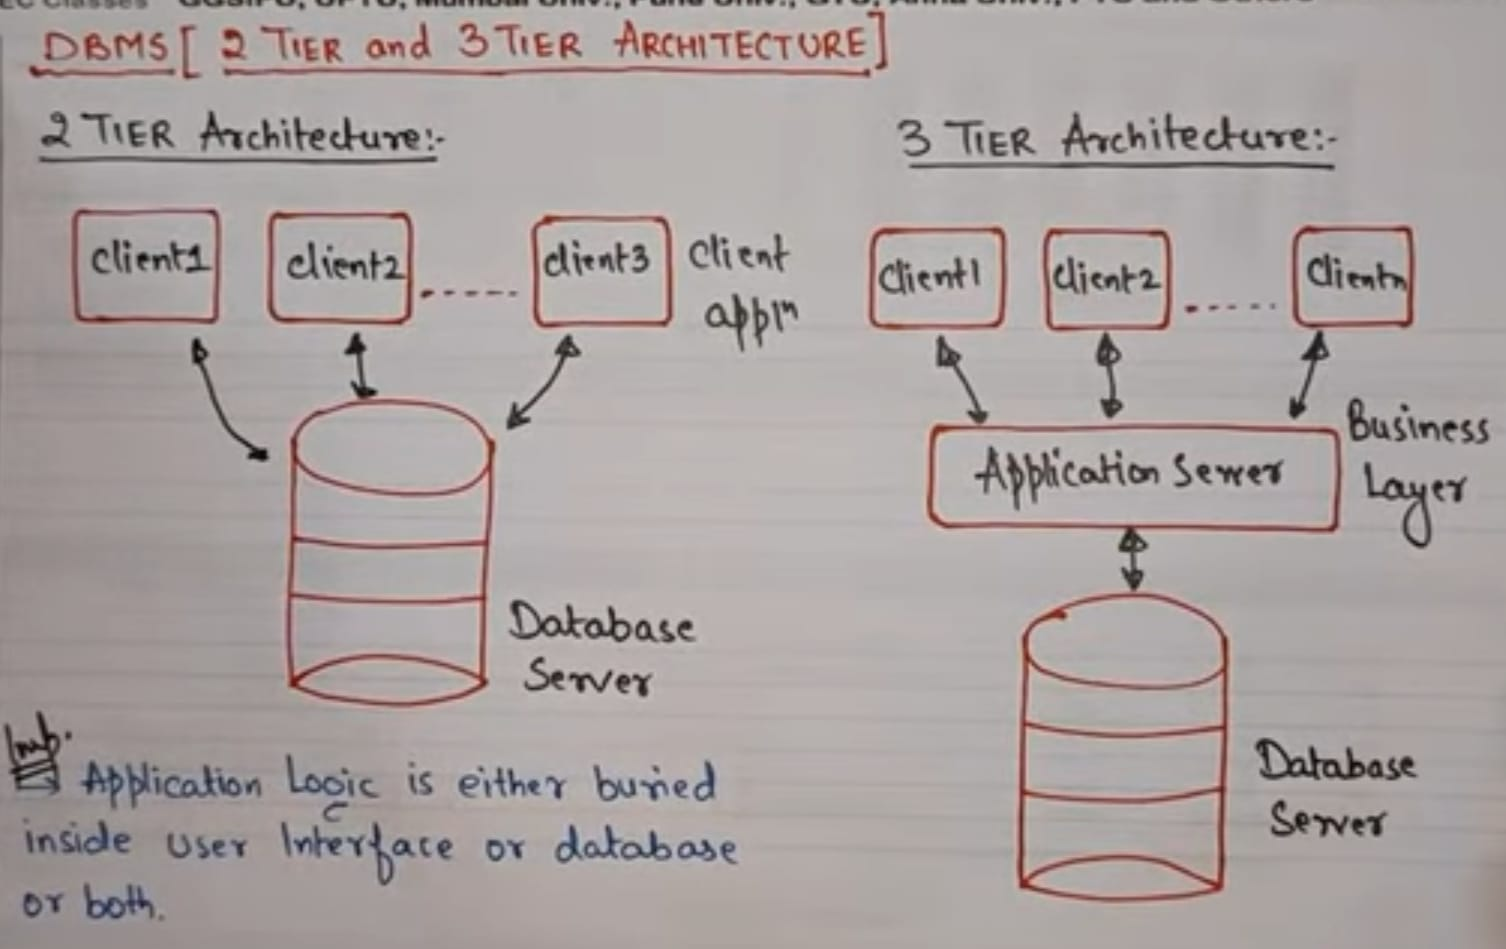 DBMS [ 2 TIER and 3 TIER ARCHITECTURE ]
2 TIER Architecture:-
client1
client2
client3
client
appln
Database
Server
Imp.
Application Logic is either buried
inside user Interface or database
or both.
3 TIER Architecture:-
Client1
Client2
Clientn
Application Server
Business
Layer
Database
Server